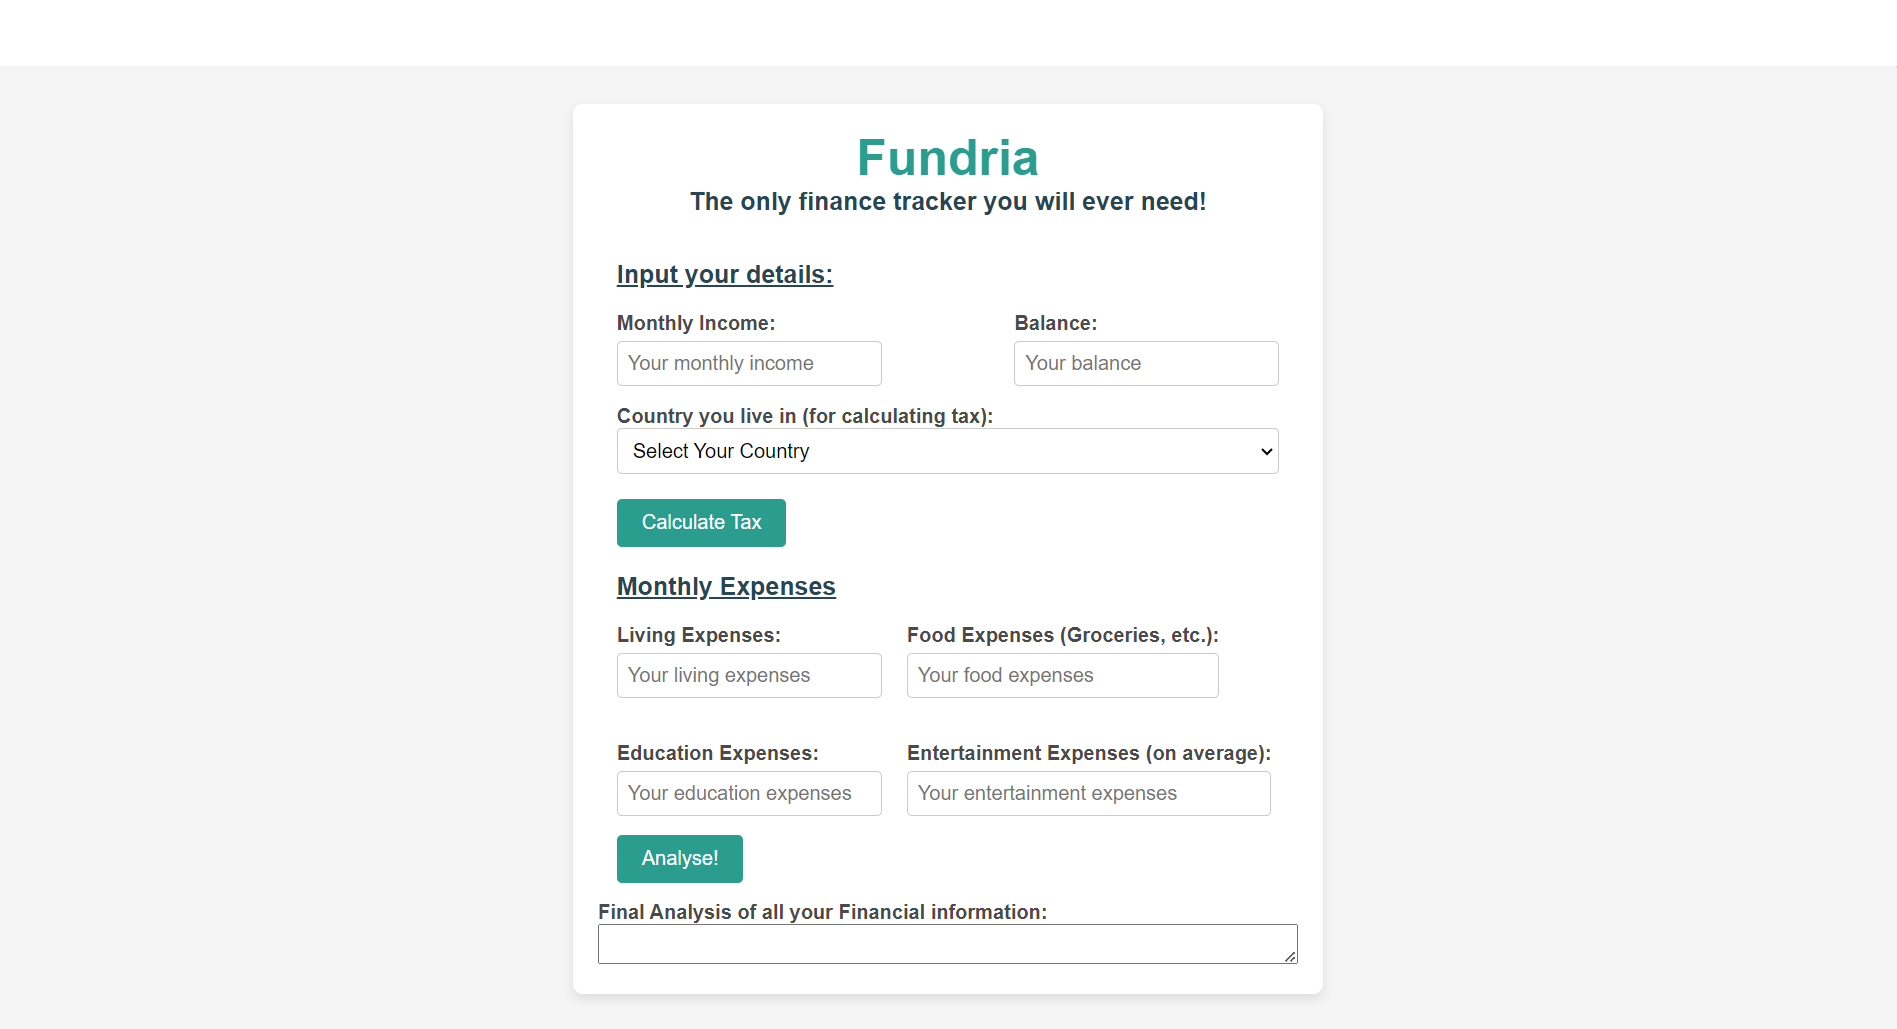 Fundria
The only finance tracker you will ever need!
Input your details:
Monthly Income: Balance:
Your monthly income Your balance
Country you live in (for calculating tax):
Select Your Country
Calculate Tax
Monthly Expenses
Living Expenses: Food Expenses (Groceries, etc.):
Your living expenses Your food expenses
Education Expenses: Entertainment Expenses (on average):
Your education expenses Your entertainment expenses
Analyse!
Final Analysis of all your Financial information: